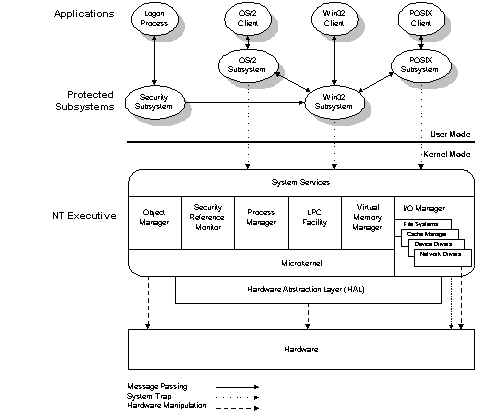 Applications
Logon
Process
OS/2
Client
Win32
Client
POSIX
Client
OS/2
Subsystem
POSIX
Subsystem
Protected
Subsystems
Security
Subsystem
Win32
Subsystem
User Mode
Kernel Mode
System Services
NT Executive
Object
Manager
Security
Reference
Monitor
Process
Manager
LPC
Facility
Virtual
Memory
Manager
I/O Manager
File Systems
Cache Manager
Device Drivers
Network Drivers
Microkernel
Hardware Abstraction Layer (HAL)
Hardware
Message Passing
System Trap
Hardware Manipulation